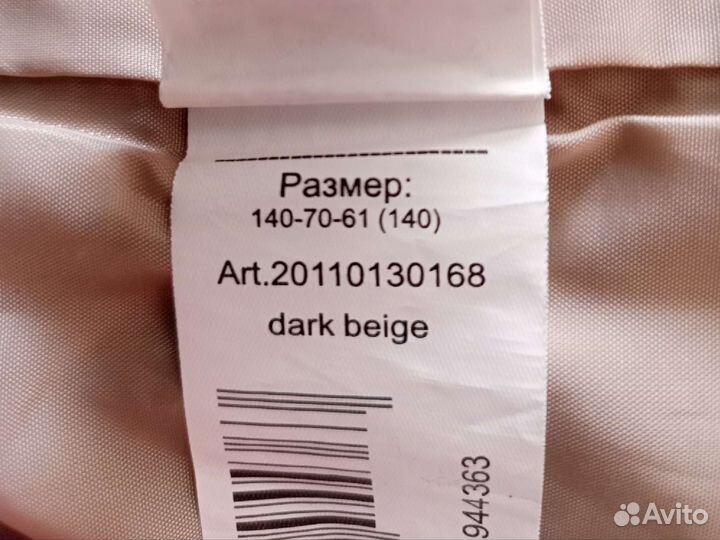 Размер:
140-70-61 (140)
Art.20110130168
dark beige
944363
Avito